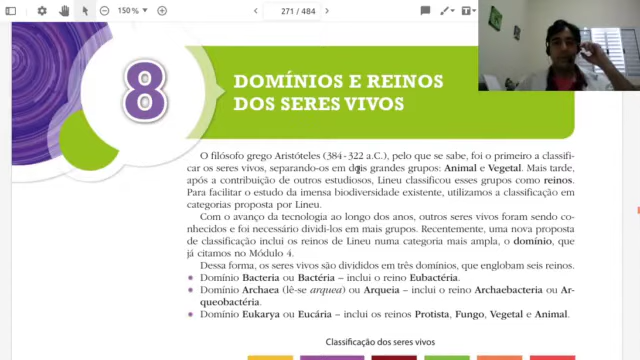 150 %
271 / 484
8
DOMÍNIOS E REINOS
DOS SERES VIVOS
O filósofo grego Aristóteles (384-322 a.C.), pelo que se sabe, foi o primeiro a classifi-
car os seres vivos, separando-os em dois grandes grupos: Animal e Vegetal. Mais tarde,
após a contribuição de outros estudiosos, Lineu classificou esses grupos como reinos.
Para facilitar o estudo da imensa biodiversidade existente, utilizamos a classificação em
categorias proposta por Lineu.
Com o avanço da tecnologia ao longo dos anos, outros seres vivos foram sendo co-
nhecidos e foi necessário dividi-los em mais grupos. Recentemente, uma nova proposta
de classificação inclui os reinos de Lineu numa categoria mais ampla, o domínio, que
já citamos no Módulo 4.
Dessa forma, os seres vivos são divididos em três domínios, que englobam seis reinos.
Domínio Bacteria ou Bactéria – inclui o reino Eubactéria.
Domínio Archaea (lê-se arquea) ou Arqueia – inclui o reino Archaebacteria ou Ar-
queobactéria.
Domínio Eukarya ou Eucária – inclui os reinos Protista, Fungo, Vegetal e Animal.
Classificação dos seres vivos